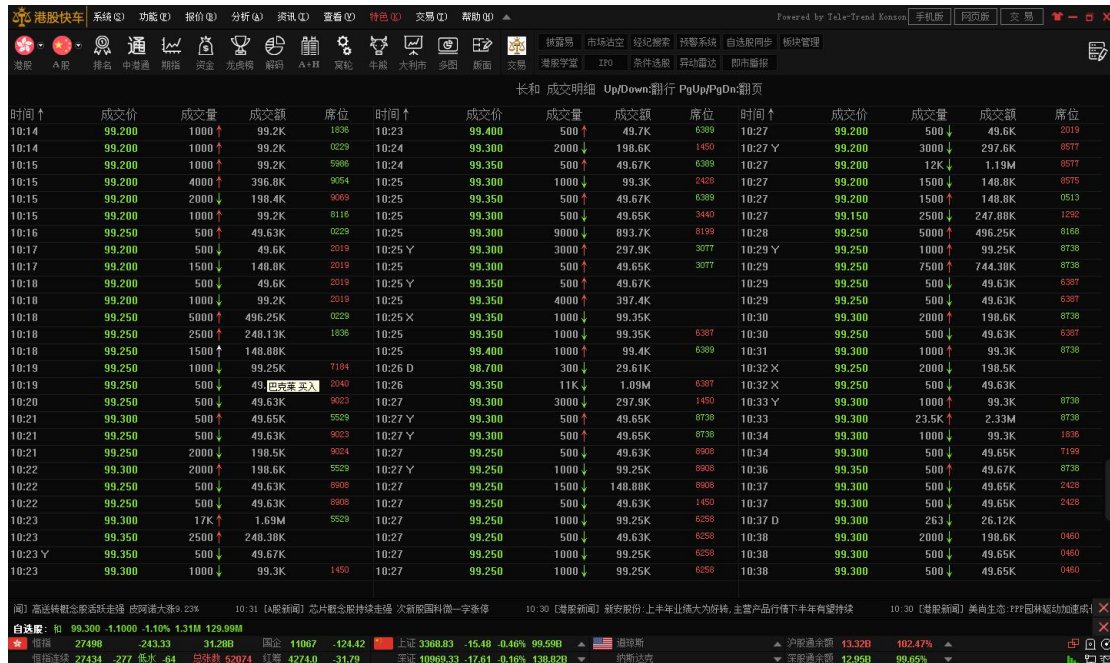 港股快车 系统(S) 功能(F) 报价(B) 分析(A) 资讯(I) 查看(V) 特色(K) 交易(T) 帮助(H) Powered by Tele-Trend Konson 手机版 网页版 交易
披露易 市场沽空 经纪搜索 预警系统 自选股同步 板块管理
港股 A股 排名 中港通 期指 资金 龙虎榜 解码 A+H 窝轮 牛熊 大利市 多图 版面 交易 港股学堂 IPO 条件选股 异动雷达 即市播报
长和 成交明细 Up/Down:翻行 PgUp/PgDn:翻页
时间↑ 成交价 成交量 成交额 席位 时间↑ 成交价 成交量 成交额 席位 时间↑ 成交价 成交量 成交额 席位
10:14 99.200 1000↑ 99.2K 1836 10:23 99.400 500↑ 49.7K 6389 10:27 99.200 500↓ 49.6K 2019
10:14 99.200 1000↑ 99.2K 0229 10:24 99.300 2000↓ 198.6K 1450 10:27 Y 99.200 3000↓ 297.6K 8577
10:15 99.200 1000↑ 99.2K 5986 10:24 99.350 500↑ 49.67K 6389 10:27 99.200 12K↓ 1.19M 8577
10:15 99.200 4000↑ 396.8K 9054 10:25 99.300 1000↓ 99.3K 2428 10:27 99.200 1500↓ 148.8K 8575
10:15 99.200 2000↓ 198.4K 9069 10:25 99.350 500↑ 49.67K 6389 10:27 99.200 1500↑ 148.8K 0513
10:15 99.200 1000↑ 99.2K 8116 10:25 99.300 500↓ 49.65K 3440 10:27 99.150 2500↓ 247.88K 1292
10:16 99.250 500↑ 49.63K 0229 10:25 99.300 9000↓ 893.7K 8199 10:28 99.250 5000↑ 496.25K 8168
10:17 99.200 500↓ 49.6K 2019 10:25 Y 99.300 3000↑ 297.9K 3077 10:29 Y 99.250 1000↑ 99.25K 8738
10:17 99.200 1500↓ 148.8K 2019 10:25 99.300 500↑ 49.65K 3077 10:29 99.250 7500↑ 744.38K 8738
10:18 99.200 500↓ 49.6K 2019 10:25 Y 99.350 500↑ 49.67K 10:29 99.250 500↓ 49.63K 6387
10:18 99.200 1000↓ 99.2K 2019 10:25 99.350 4000↑ 397.4K 10:29 99.250 500↓ 49.63K 6387
10:18 99.250 5000↑ 496.25K 0229 10:25 X 99.350 1000↓ 99.35K 10:30 99.300 2000↑ 198.6K 8738
10:18 99.250 2500↑ 248.13K 1836 10:25 99.350 1000↓ 99.35K 6387 10:30 99.250 500↓ 49.63K 6387
10:18 99.250 1500↑ 148.88K 10:25 99.400 1000↑ 99.4K 6389 10:31 99.300 1000↑ 99.3K 8738
10:19 99.250 1000↓ 99.25K 7184 10:26 D 98.700 300↓ 29.61K 10:32 X 99.250 2000↓ 198.5K
10:19 99.250 500↓ 49. 巴克莱 买入 2040 10:26 99.350 11K↓ 1.09M 6387 10:32 X 99.250 500↓ 49.63K
10:20 99.250 500↓ 49.63K 9023 10:27 99.300 3000↓ 297.9K 1450 10:33 Y 99.300 1000↑ 99.3K 8738
10:21 99.300 500↑ 49.65K 5529 10:27 Y 99.300 500↑ 49.65K 8738 10:33 99.300 23.5K↑ 2.33M 8738
10:21 99.250 500↓ 49.63K 9023 10:27 Y 99.300 500↑ 49.65K 8738 10:34 99.300 1000↓ 99.3K 1836
10:21 99.250 2000↓ 198.5K 9024 10:27 99.250 500↓ 49.63K 8908 10:34 99.300 500↓ 49.65K 7199
10:22 99.300 2000↑ 198.6K 5529 10:27 Y 99.250 1000↓ 99.25K 8908 10:36 99.350 500↑ 49.67K 8738
10:22 99.250 500↓ 49.63K 8908 10:27 99.250 1500↓ 148.88K 8908 10:37 99.300 500↓ 49.65K 2428
10:22 99.250 500↓ 49.63K 8908 10:27 99.250 500↓ 49.63K 1450 10:37 99.300 500↓ 49.65K 2428
10:23 99.300 17K↑ 1.69M 5529 10:27 99.250 1000↓ 99.25K 6258 10:37 D 99.300 263↓ 26.12K
10:23 99.350 2500↑ 248.38K 10:27 99.250 500↓ 49.63K 6258 10:38 99.300 2000↓ 198.6K 0460
10:23 Y 99.350 500↓ 49.67K 10:27 99.250 1000↓ 99.25K 6258 10:38 99.300 500↓ 49.65K 0460
10:23 99.300 1000↓ 99.3K 1450 10:27 99.250 1000↓ 99.25K 6258 10:38 99.300 500↓ 49.65K 0460
闻] 高送转概念股活跃走强 皮阿诺大涨9.23% 10:31 [A股新闻] 芯片概念股持续走强 次新股国科微一字涨停 10:30 [港股新闻] 新安股份:上半年业绩大为好转,主营产品行情下半年有望持续 10:30 [港股新闻] 美尚生态:PPP园林驱动加速成长
自选股: 和 99.300 -1.1000 -1.10% 1.31M 129.99M
恒指 27498 -243.33 31.28B 国企 11067 -124.42 上证 3368.83 -15.48 -0.46% 99.59B 道琼斯 沪股通余额 13.32B 102.47%
恒指连续 27434 -277 低水 -64 总张数 52074 红筹 4274.0 -31.79 深证 10969.33 -17.61 -0.16% 138.82B 纳斯达克 深股通余额 12.95B 99.65%